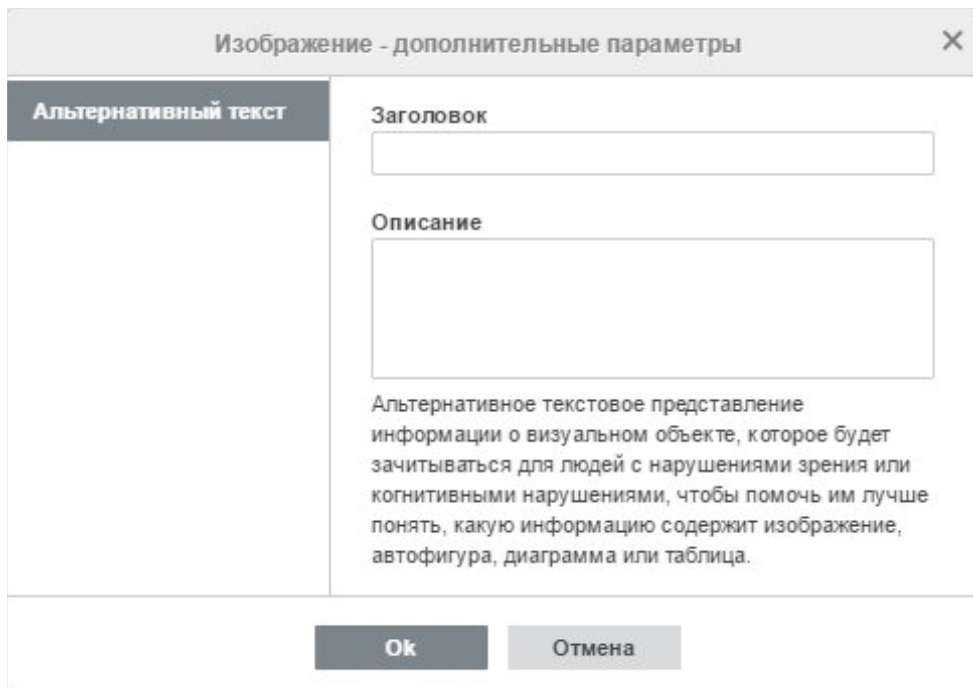 Изображение - дополнительные параметры
Альтернативный текст
Заголовок
Описание
Альтернативное текстовое представление
информации о визуальном объекте, которое будет
зачитываться для людей с нарушениями зрения или
когнитивными нарушениями, чтобы помочь им лучше
понять, какую информацию содержит изображение,
автофигура, диаграмма или таблица.
Ok
Отмена